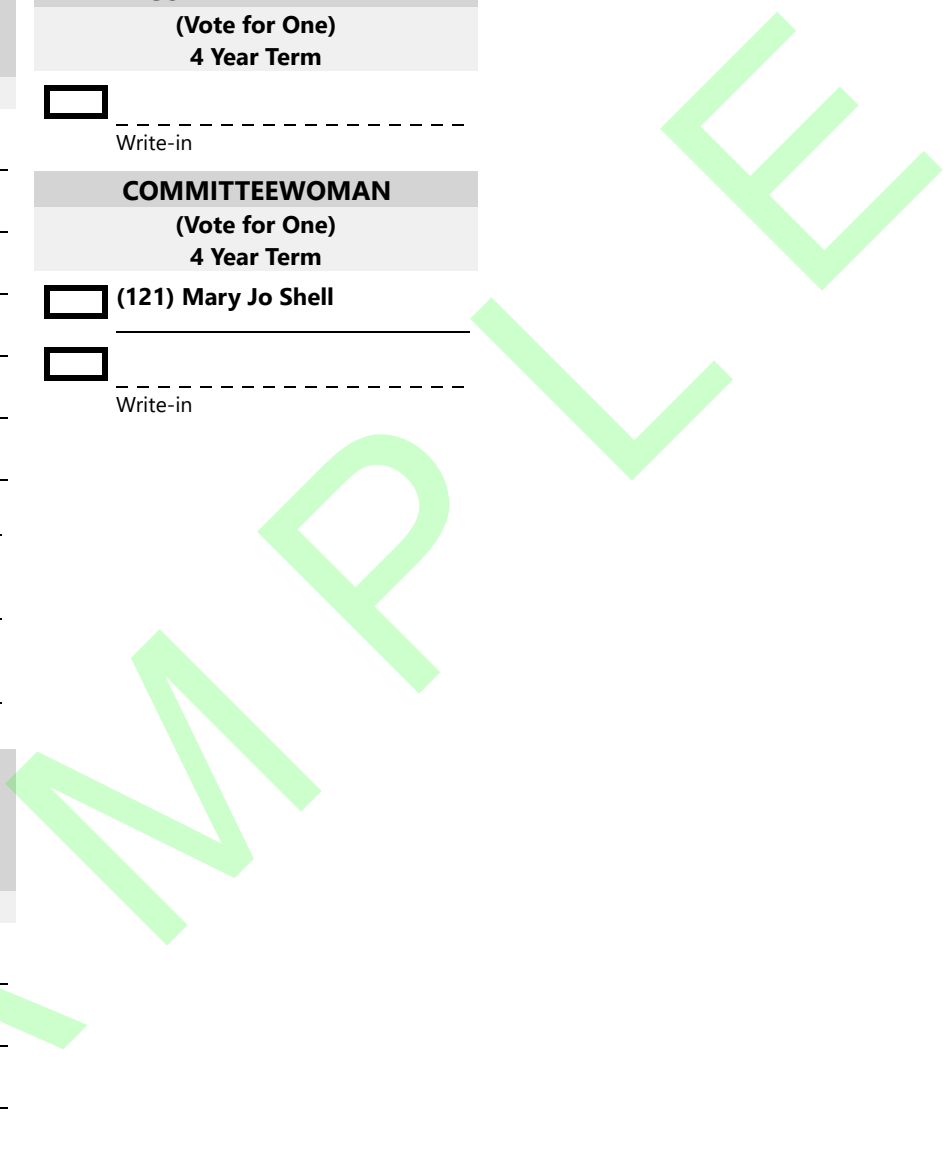 (Vote for One)
4 Year Term
Write-in
COMMITTEEWOMAN
(Vote for One)
4 Year Term
(121) Mary Jo Shell
Write-in
MPLE